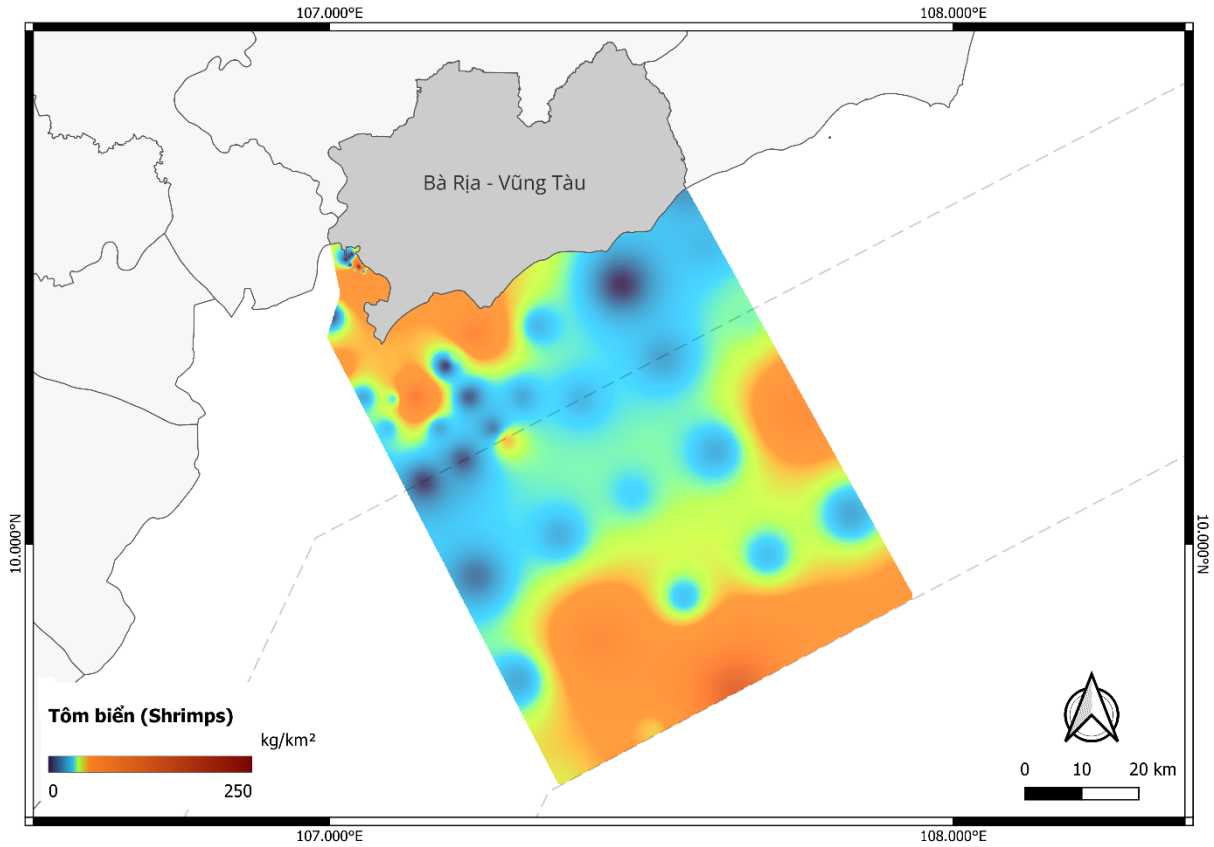 107.000°E 108.000°E
Bà Rịa - Vũng Tàu
10.000°N 10.000°N
Tôm biển (Shrimps)
kg/km²
0 250
0 10 20 km
107.000°E 108.000°E